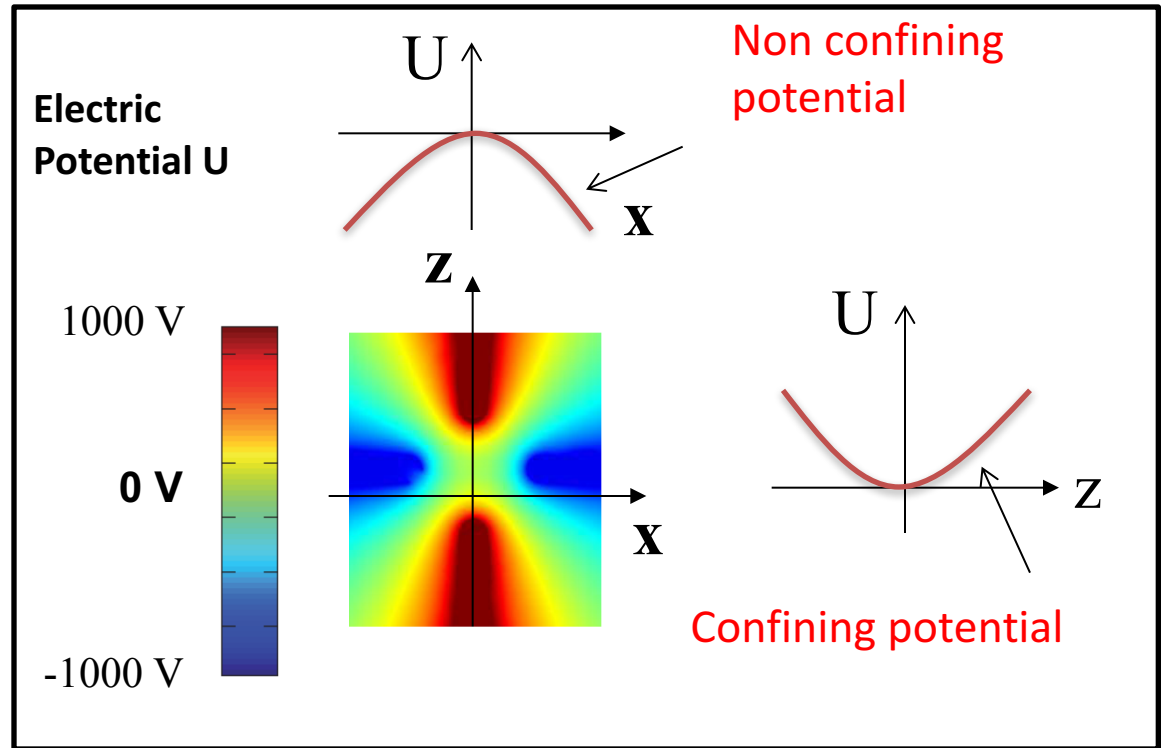 U
Non confining
potential
Electric
Potential U
x
z
1000 V
0 V
-1000 V
x
U
z
Confining potential